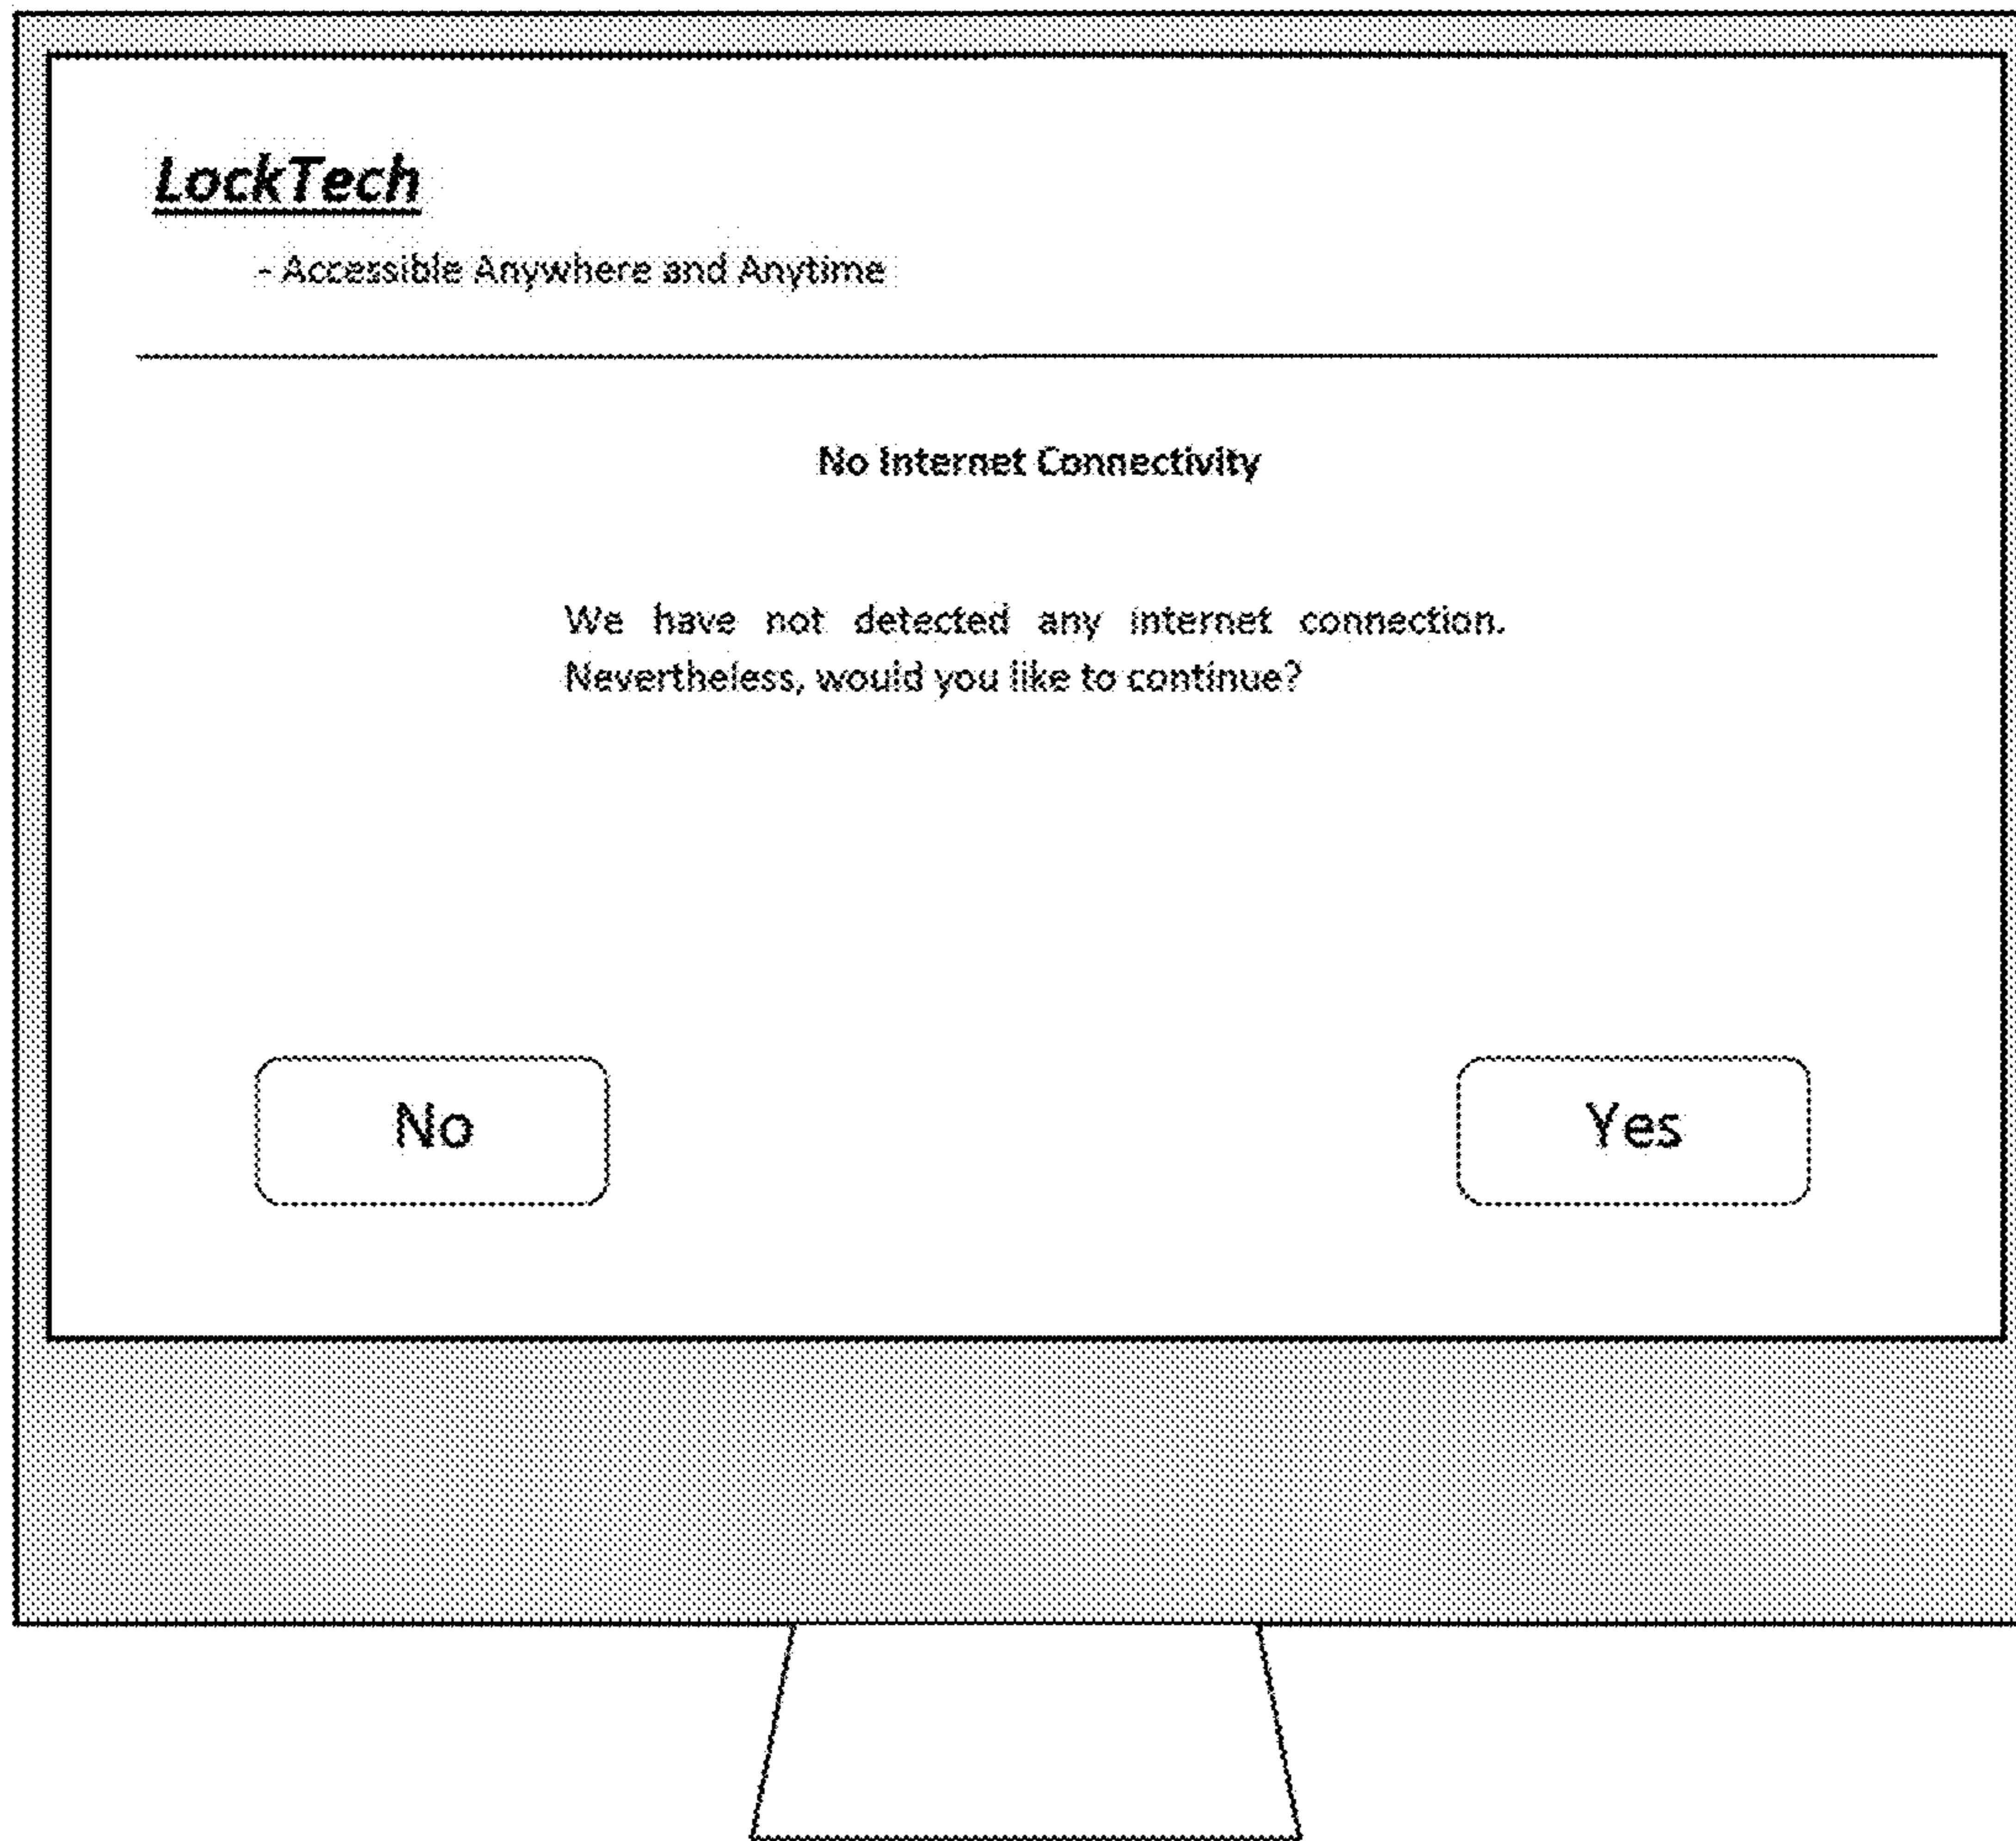 LockTech
- Accessible Anywhere and Anytime
No Internet Connectivity
We have not detected any internet connection.
Nevertheless, would you like to continue?
No
Yes